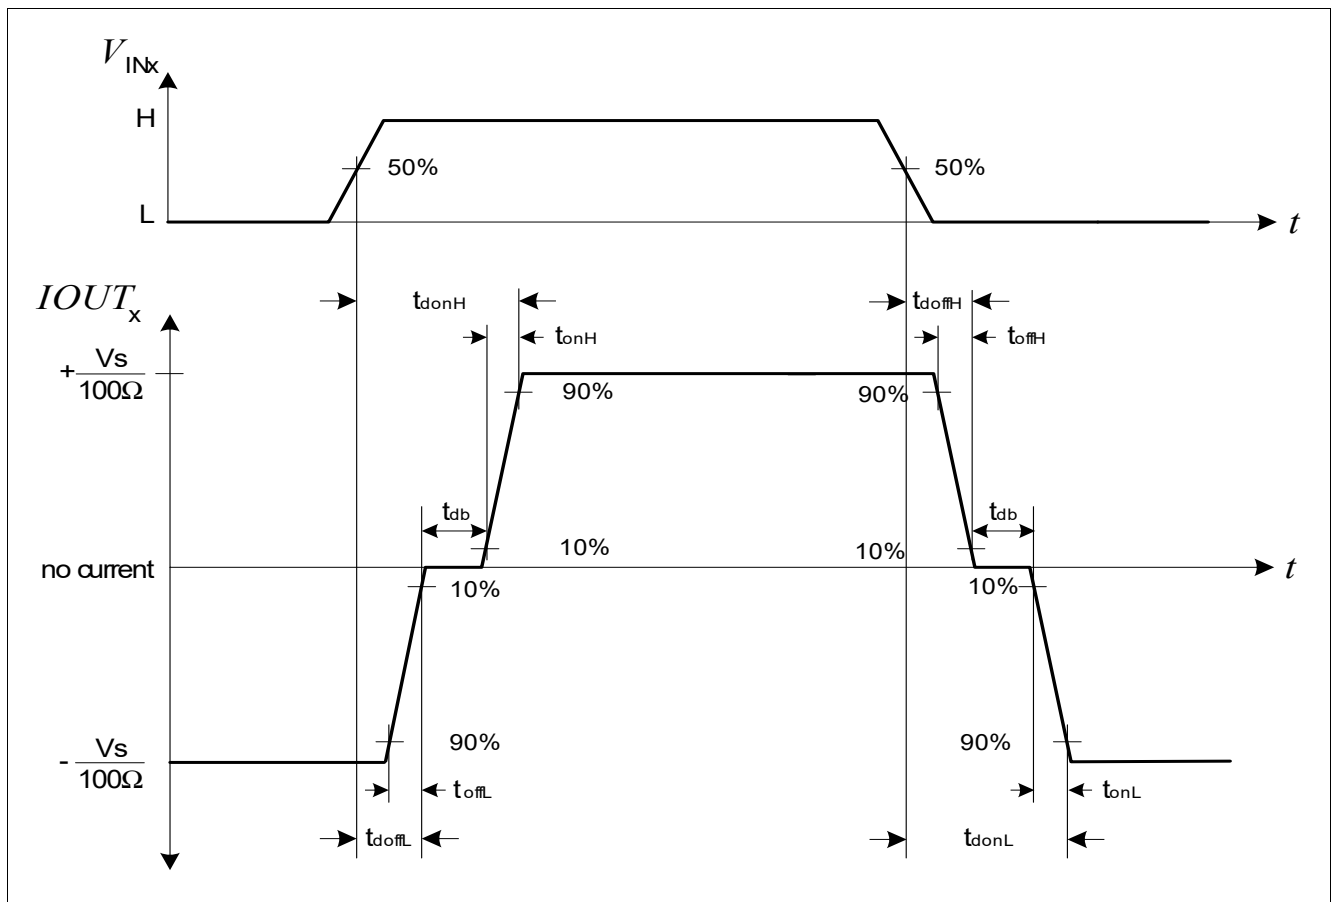 V INx
H
50%
50%
L
t
IOUTx
tdonH
tdoffH
tonH
toffH
+ Vs
100Ω
90%
90%
tdb
tdb
10%
10%
no current
t
10%
10%
90%
90%
- Vs
100Ω
toffL
tonL
tdoffL
tdonL